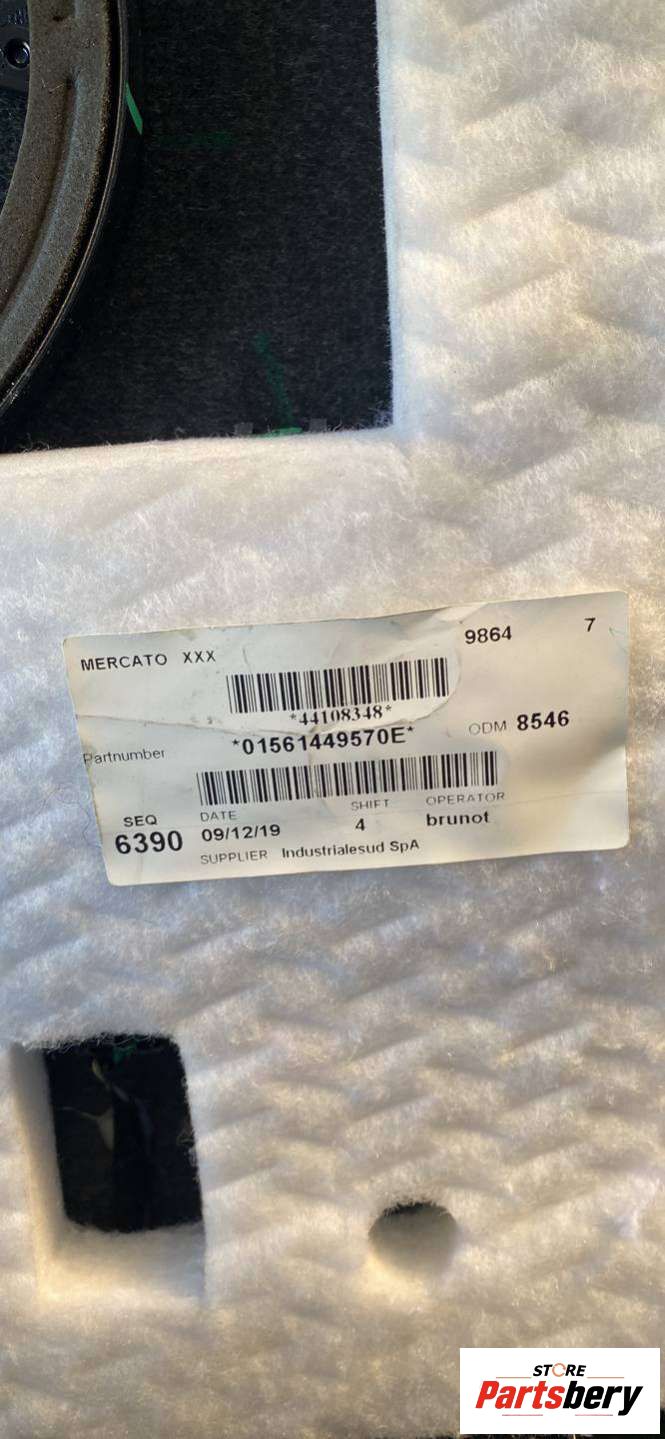 MERCATO XXX
9864
7
*44108348*
Partnumber
*01561449570E*
ODM 8546
SEQ
6390
DATE
09/12/19
SHIFT
4
OPERATOR
brunot
SUPPLIER Industrialesud SpA
STORE
Partsbery